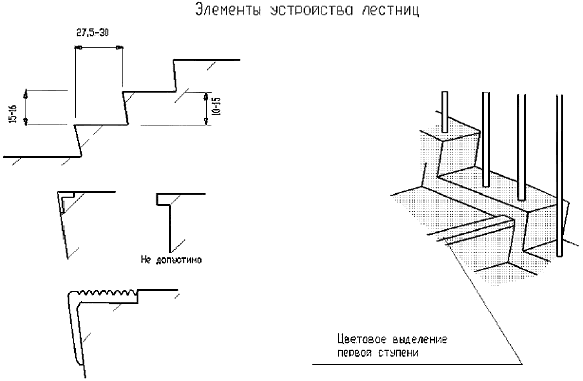 Элементы устройства лестниц
27,5-30
15-16
10-15
Не допустимо
Цветовое выделение
первой ступени